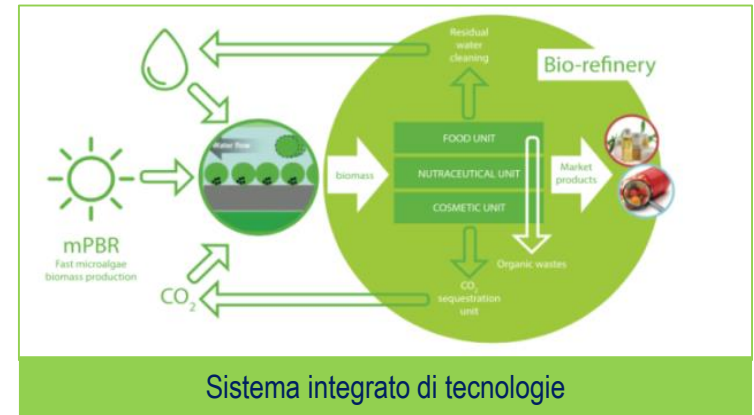 Residual
water
cleaning
Bio-refinery
Water flow
FOOD UNIT
biomass
NUTRACEUTICAL UNIT
Market
products
COSMETIC UNIT
mPBR
Fast microalgae
biomass production
Organic wastes
CO2
CO2
sequestration
unit
Sistema integrato di tecnologie